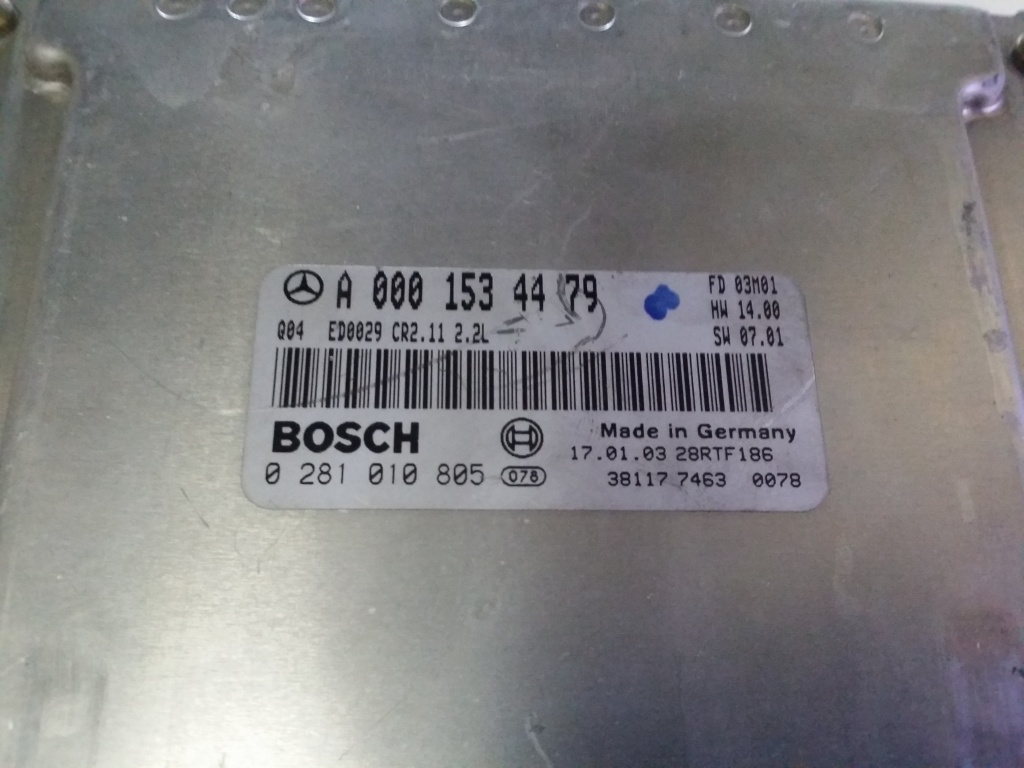 A 000 153 44 79
FD 03M01
HW 14.00
Q04 ED0029 CR2.11 2.2L
SW 07.01
BOSCH
Made in Germany
17.01.03 28RTF186
0 281 010 805 078
38117 7463 0078